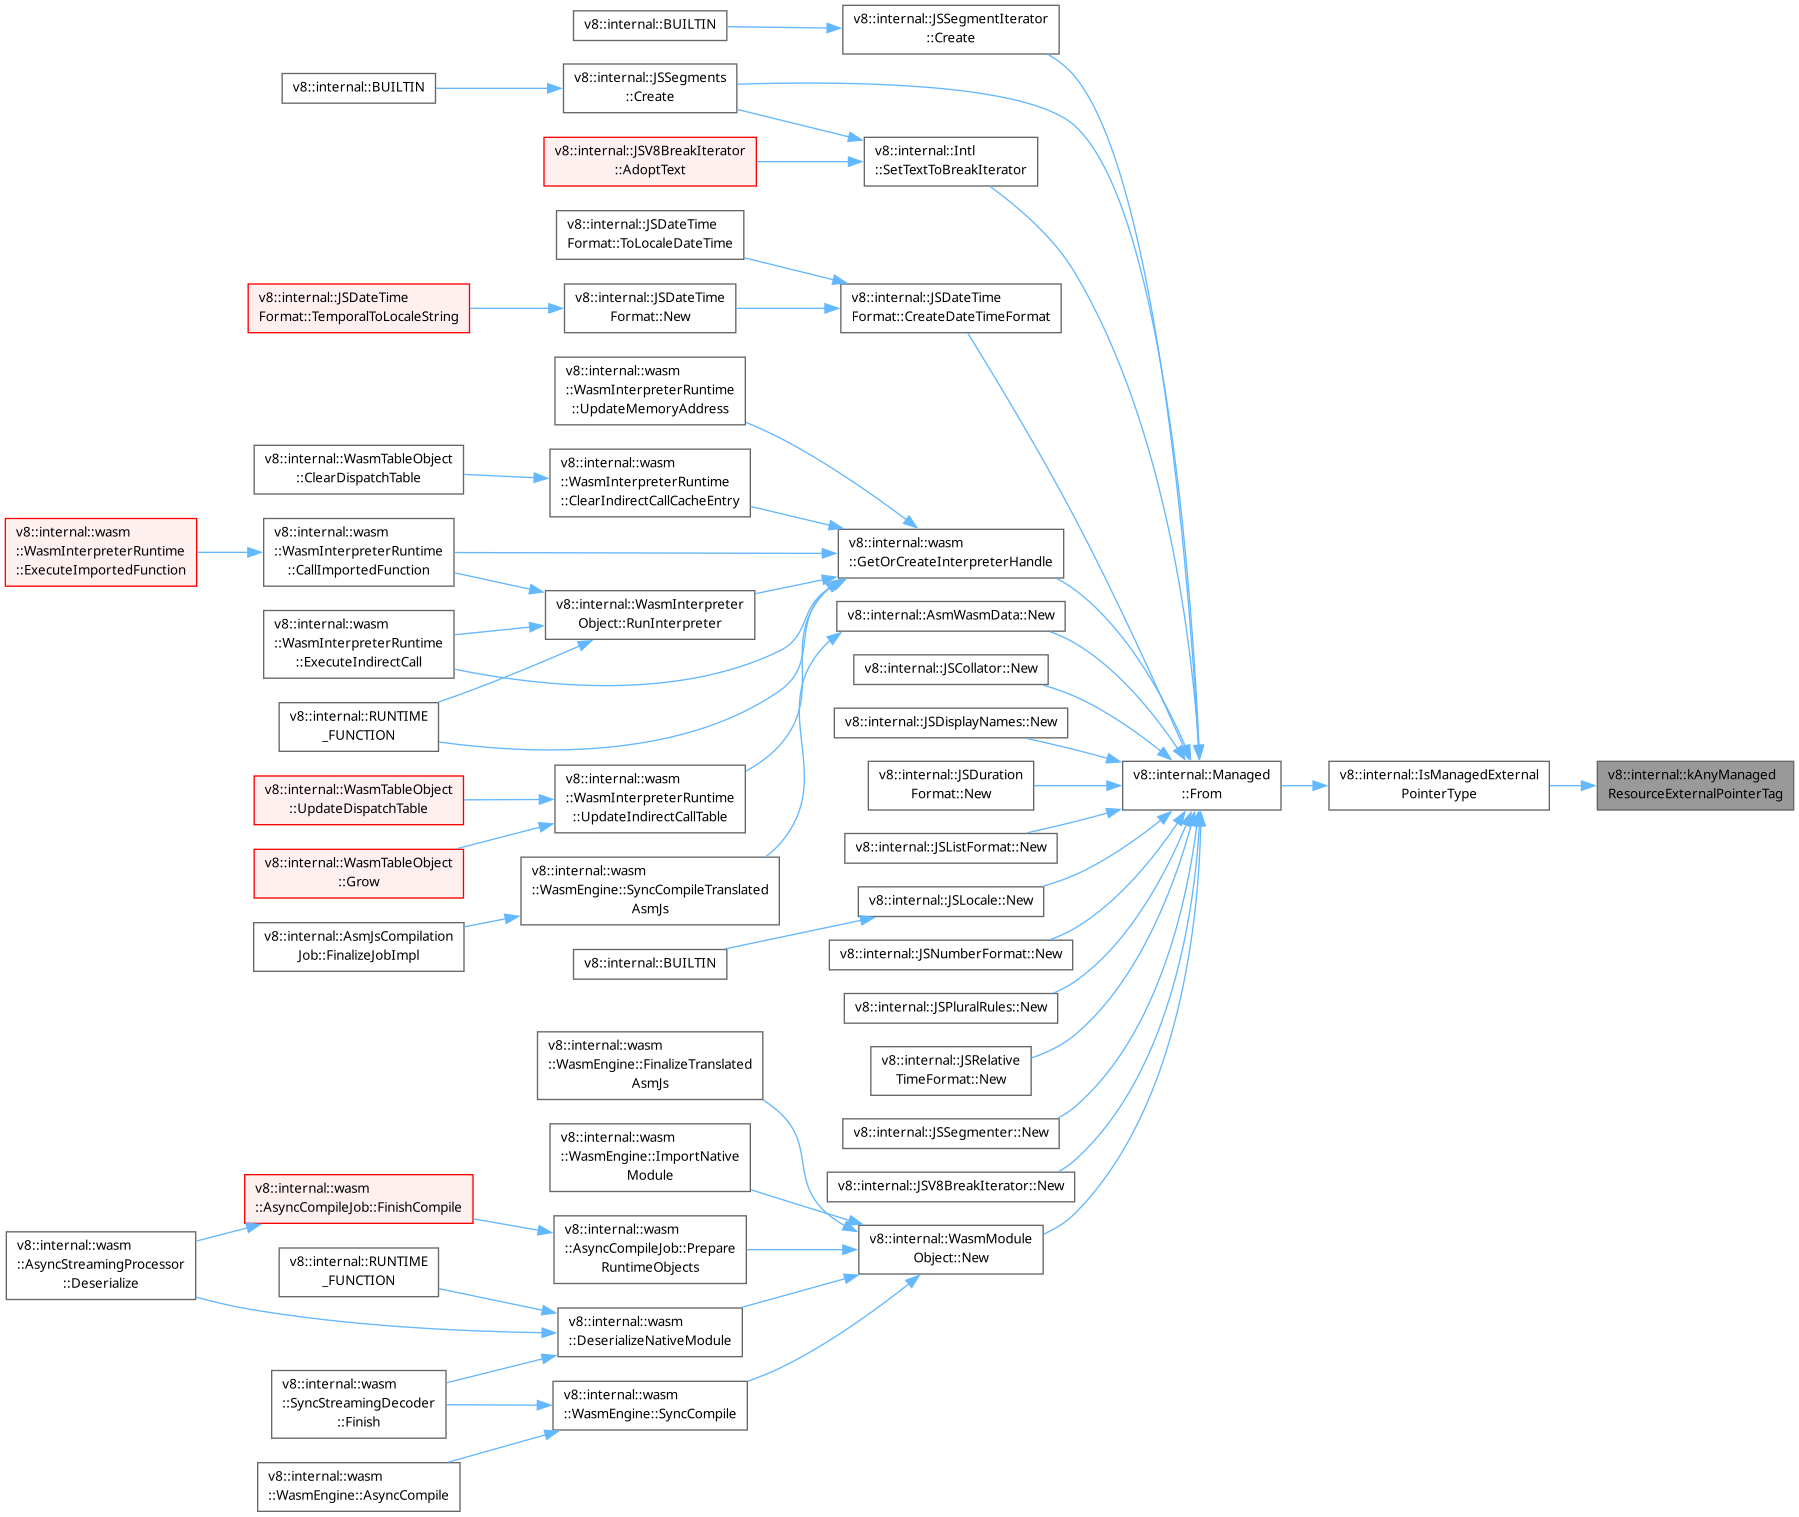 v8::internal::JSSegmentIterator
::Create
v8::internal::BUILTIN
v8::internal::JSSegments
::Create
v8::internal::BUILTIN
v8::internal::Intl
::SetTextToBreakIterator
v8::internal::JSV8BreakIterator
::AdoptText
v8::internal::JSDateTime
Format::ToLocaleDateTime
v8::internal::JSDateTime
Format::TemporalToLocaleString
v8::internal::JSDateTime
Format::New
v8::internal::JSDateTime
Format::CreateDateTimeFormat
v8::internal::wasm
::WasmInterpreterRuntime
::UpdateMemoryAddress
v8::internal::WasmTableObject
::ClearDispatchTable
v8::internal::wasm
::WasmInterpreterRuntime
::ClearIndirectCallCacheEntry
v8::internal::wasm
::WasmInterpreterRuntime
::ExecuteImportedFunction
v8::internal::wasm
::WasmInterpreterRuntime
::CallImportedFunction
v8::internal::wasm
::GetOrCreateInterpreterHandle
v8::internal::WasmInterpreter
Object::RunInterpreter
v8::internal::AsmWasmData::New
v8::internal::wasm
::WasmInterpreterRuntime
::ExecuteIndirectCall
v8::internal::JSCollator::New
v8::internal::RUNTIME
_FUNCTION
v8::internal::JSDisplayNames::New
v8::internal::WasmTableObject
::UpdateDispatchTable
v8::internal::wasm
::WasmInterpreterRuntime
::UpdateIndirectCallTable
v8::internal::JSDuration
Format::New
v8::internal::Managed
::From
v8::internal::IsManagedExternal
PointerType
v8::internal::kAnyManaged
ResourceExternalPointerTag
v8::internal::WasmTableObject
::Grow
v8::internal::JSListFormat::New
v8::internal::wasm
::WasmEngine::SyncCompileTranslated
AsmJs
v8::internal::JSLocale::New
v8::internal::AsmJsCompilation
Job::FinalizeJobImpl
v8::internal::BUILTIN
v8::internal::JSNumberFormat::New
v8::internal::JSPluralRules::New
v8::internal::wasm
::WasmEngine::FinalizeTranslated
AsmJs
v8::internal::JSRelative
TimeFormat::New
v8::internal::wasm
::WasmEngine::ImportNative
Module
v8::internal::JSSegmenter::New
v8::internal::wasm
::AsyncCompileJob::FinishCompile
v8::internal::JSV8BreakIterator::New
v8::internal::wasm
::AsyncStreamingProcessor
::Deserialize
v8::internal::RUNTIME
_FUNCTION
v8::internal::wasm
::AsyncCompileJob::Prepare
RuntimeObjects
v8::internal::WasmModule
Object::New
v8::internal::wasm
::DeserializeNativeModule
v8::internal::wasm
::SyncStreamingDecoder
::Finish
v8::internal::wasm
::WasmEngine::SyncCompile
v8::internal::wasm
::WasmEngine::AsyncCompile